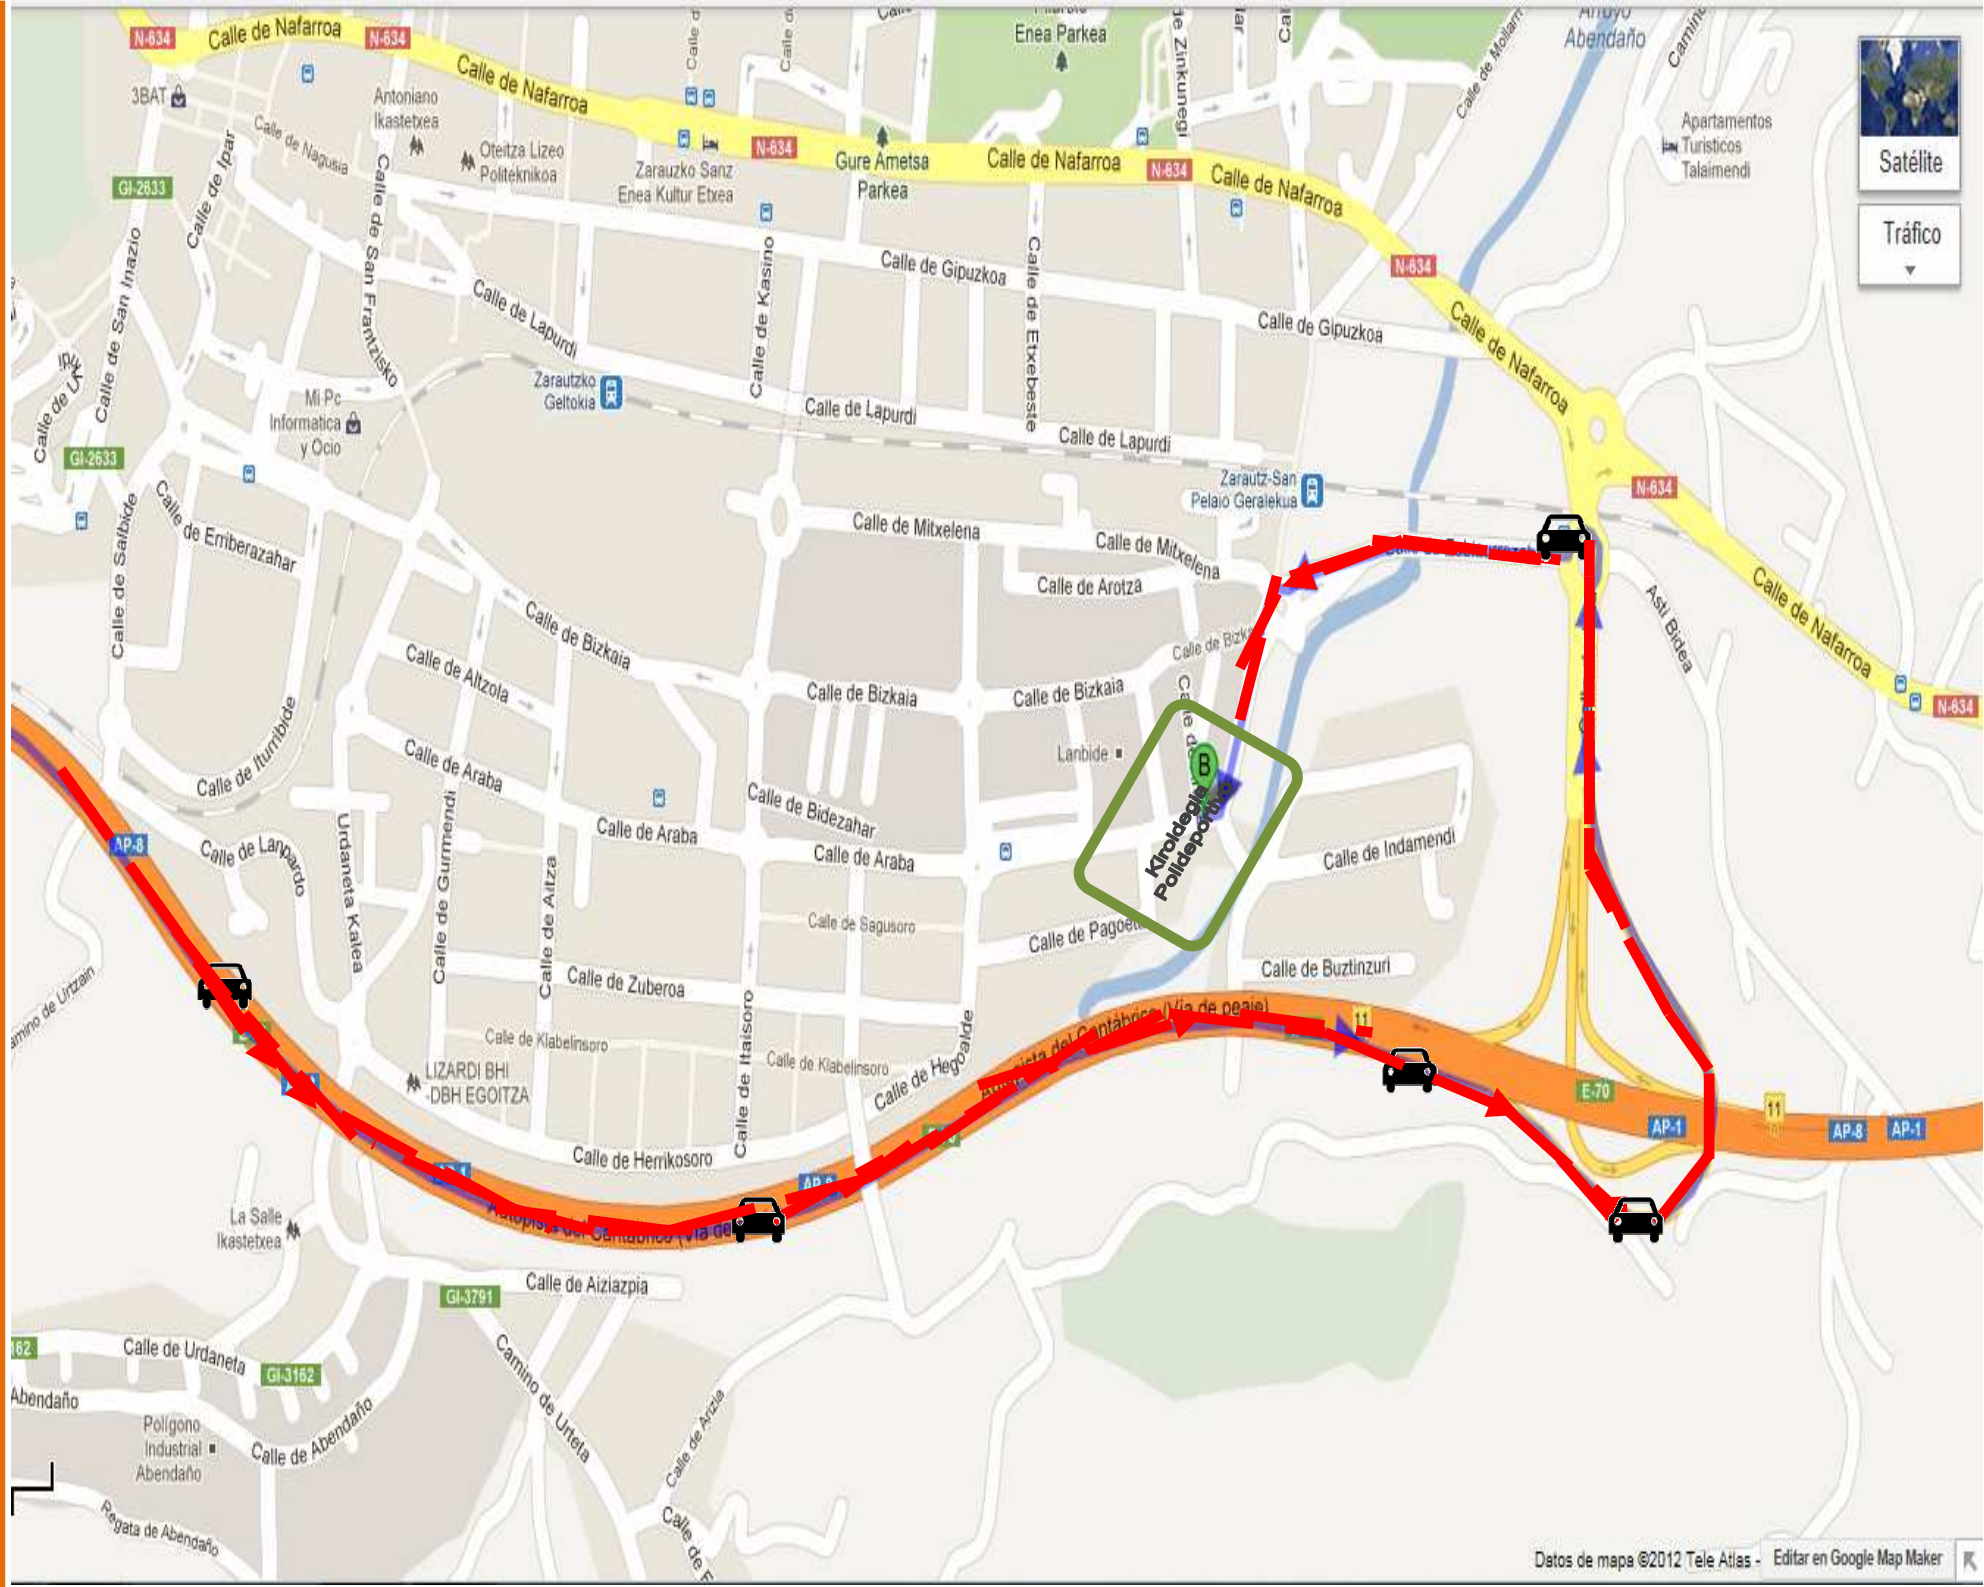 N-634
Calle de Nafarroa
N-634
Calle de Nafarroa
N-634
Calle de Nafarroa
N-634
Calle de Nafarroa
N-634
Calle de Nafarroa
N-634
Calle de Nafarroa
N-634
Enea Parkea
de Zinkunegi
Calle de Mollarri
Arroyo
Abendaño
Camino
Satélite
Tráfico
3BAT
Antoniano
Ikastetxea
Oteitza Lizeo
Politeknikoa
Zarauzko Sanz
Enea Kultur Etxea
Gure Ametsa
Parkea
Apartamentos
Turisticos
Talaimendi
GI-2633
Calle de Nagusia
Calle de Ipar
Calle de San Inazio
Calle de San Frantzisko
Calle de Kasino
Calle de Etxebeste
Calle de Gipuzkoa
Calle de Gipuzkoa
Calle de Lapurdi
Calle de Lapurdi
Calle de Lapurdi
Zarautzko
Geltokia
Mi Pc
Informatica
y Ocio
GI-2633
Zarautz-San
Pelaio Geralekua
Calle de Salbide
Calle de Erriberazahar
Calle de Mitxelena
Calle de Mitxelena
Calle de Arotza
Asti Bidea
Calle de Bizkaia
Calle de Bizkaia
Calle de Bizkaia
Calle de Altzola
Calle de Iturribide
Lanbide
B
Kiroldegia
Polideportivo
Calle de Araba
Calle de Araba
Calle de Araba
Calle de Bidezahar
Calle de Indamendi
AP-8
Calle de Lanpardo
Urdaneta Kalea
Calle de Gurmendi
Calle de Aitza
Calle de Sagusoro
Calle de Zuberoa
Calle de Buztinzuri
Camino de Urtzain
Calle de Klabelinsoro
Calle de Klabelinsoro
Calle de Itaisoro
Calle de Hegoalde
LIZARDI BHI
-DBH EGOITZA
Calle de Herrikosoro
11
E-70
11
AP-1
AP-8
AP-1
La Salle
Ikastetxea
Calle de Aiziazpia
GI-3791
Calle de Urdaneta
GI-3162
Abendaño
Polígono
Industrial
Abendaño
Calle de Abendaño
Camino de Urteta
Calle de Arizia
Regata de Abendaño
Datos de mapa ©2012 Tele Atlas -
Editar en Google Map Maker